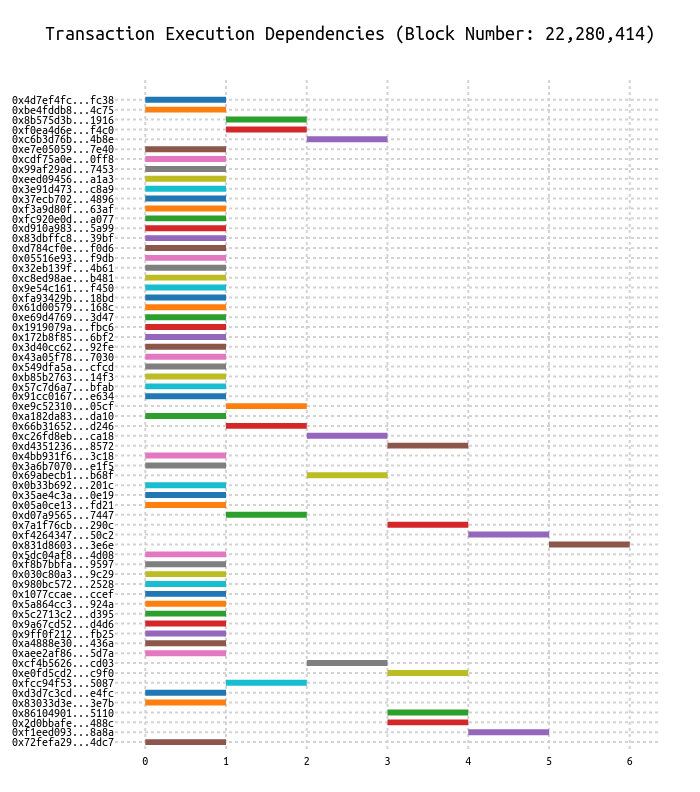 Transaction Execution Dependencies (Block Number: 22,280,414)
0x4d7ef4fc...fc38
0xbe4fddb8...4c75
0x8b575d3b...1916
0xf0ea4d6e...f4c0
0xc6b3d76b...4b8e
0xe7e05059...7e40
0xcdf75a0e...0ff8
0x99af29ad...7453
0xeed09456...a1a3
0x3e91d473...c8a9
0x37ecb702...4896
0xf3a9d80f...63af
0xfc920e0d...a077
0xd910a983...5a99
0x83dbffc8...39bf
0xd784cf0e...f0d6
0x05516e93...f9db
0x32eb139f...4b61
0xc8ed98ae...b481
0x9e54c161...f450
0xfa93429b...18bd
0x61d00579...168c
0xe69d4769...3d47
0x1919079a...fbc6
0x172b8f85...6bf2
0x3d40cc62...92fe
0x43a05f78...7030
0x549dfa5a...cfcd
0xb85b2763...14f3
0x57c7d6a7...bfab
0x91cc0167...e634
0xe9c52310...05cf
0xa182da83...da10
0x66b31652...d246
0xc26fd8eb...ca18
0xd4351236...8572
0x4bb931f6...3c18
0x3a6b7070...e1f5
0x69abecb1...b68f
0x0b33b692...201c
0x35ae4c3a...0e19
0x05a0ce13...fd21
0xd07a9565...7447
0x7a1f76cb...290c
0xf4264347...50c2
0x831d8603...3e6e
0x5dc04af8...4d08
0xf8b7bbfa...9597
0x030c80a3...9c29
0x980bc572...2528
0x1077ccae...ccef
0x5a864cc3...924a
0x5c2713c2...d395
0x9a67cd52...d4d6
0x9ff0f212...fb25
0xa4888e30...436a
0xaee2af86...5d7a
0xcf4b5626...cd03
0xe0fd5cd2...c9f0
0xfcc94f53...5087
0xd3d7c3cd...e4fc
0x83033d3e...3e7b
0x86104901...5110
0x2d0bbafe...488c
0xf1eed093...8a8a
0x72fefa29...4dc7
0 1 2 3 4 5 6